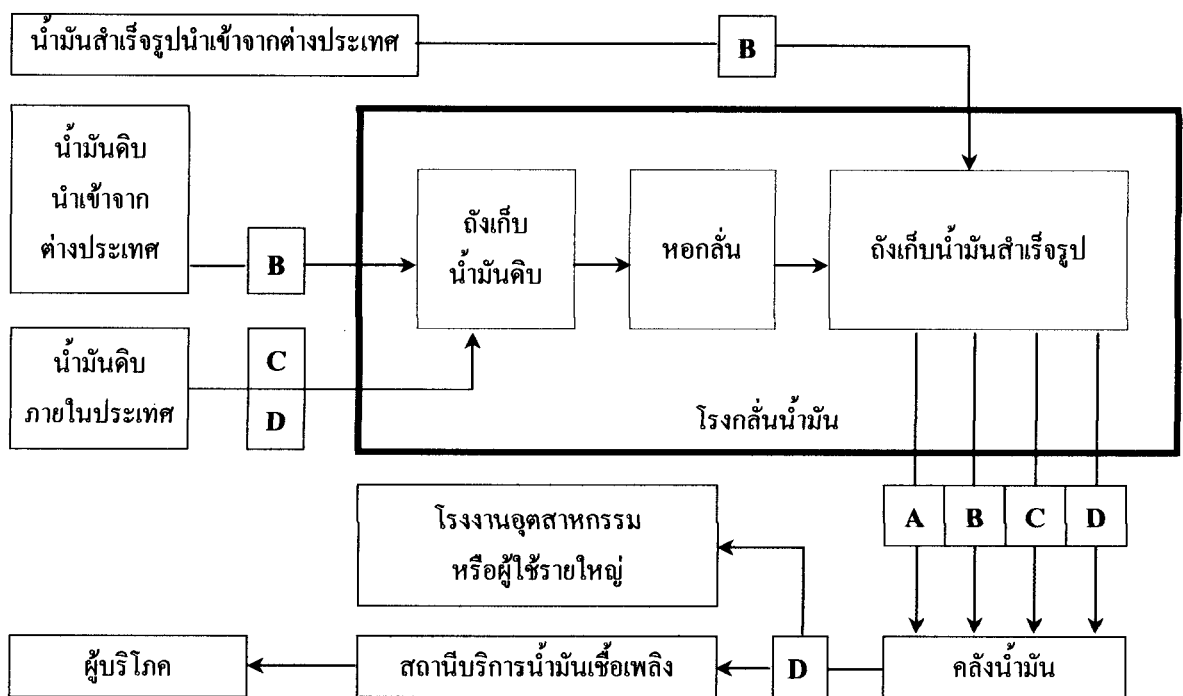 น้ำมันสำเร็จรูปนำเข้าจากต่างประเทศ
B
น้ำมันดิบ
นำเข้าจาก
ต่างประเทศ
B
ถังเก็บ
น้ำมันดิบ
หอกลั่น
ถังเก็บน้ำมันสำเร็จรูป
น้ำมันดิบ
ภายในประเทศ
C
D
โรงกลั่นน้ำมัน
A B C D
โรงงานอุตสาหกรรม
หรือผู้ใช้รายใหญ่
ผู้บริโภค
สถานีบริการน้ำมันเชื้อเพลิง
D
คลังน้ำมัน